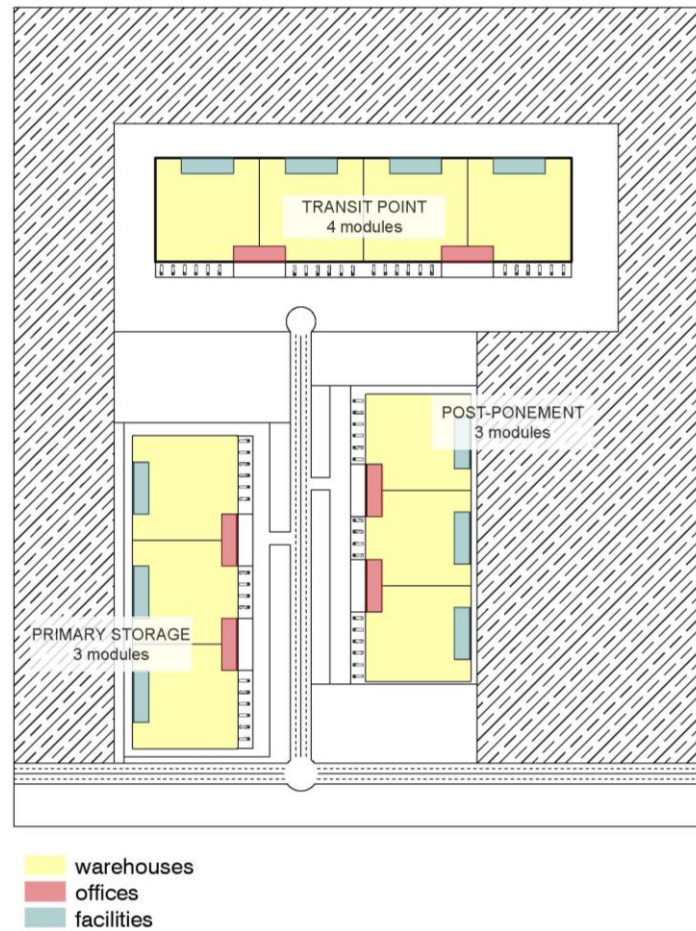 TRANSIT POINT
4 modules
POST-PONEMENT
3 modules
PRIMARY STORAGE
3 modules
warehouses
offices
facilities